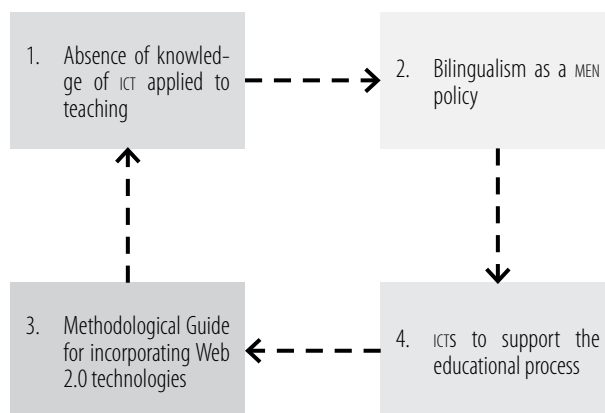 1. Absence of knowled-
ge of ICT applied to
teaching
2. Bilingualism as a MEN
policy
3. Methodological Guide
for incorporating Web
2.0 technologies
4. ICTs to support the
educational process